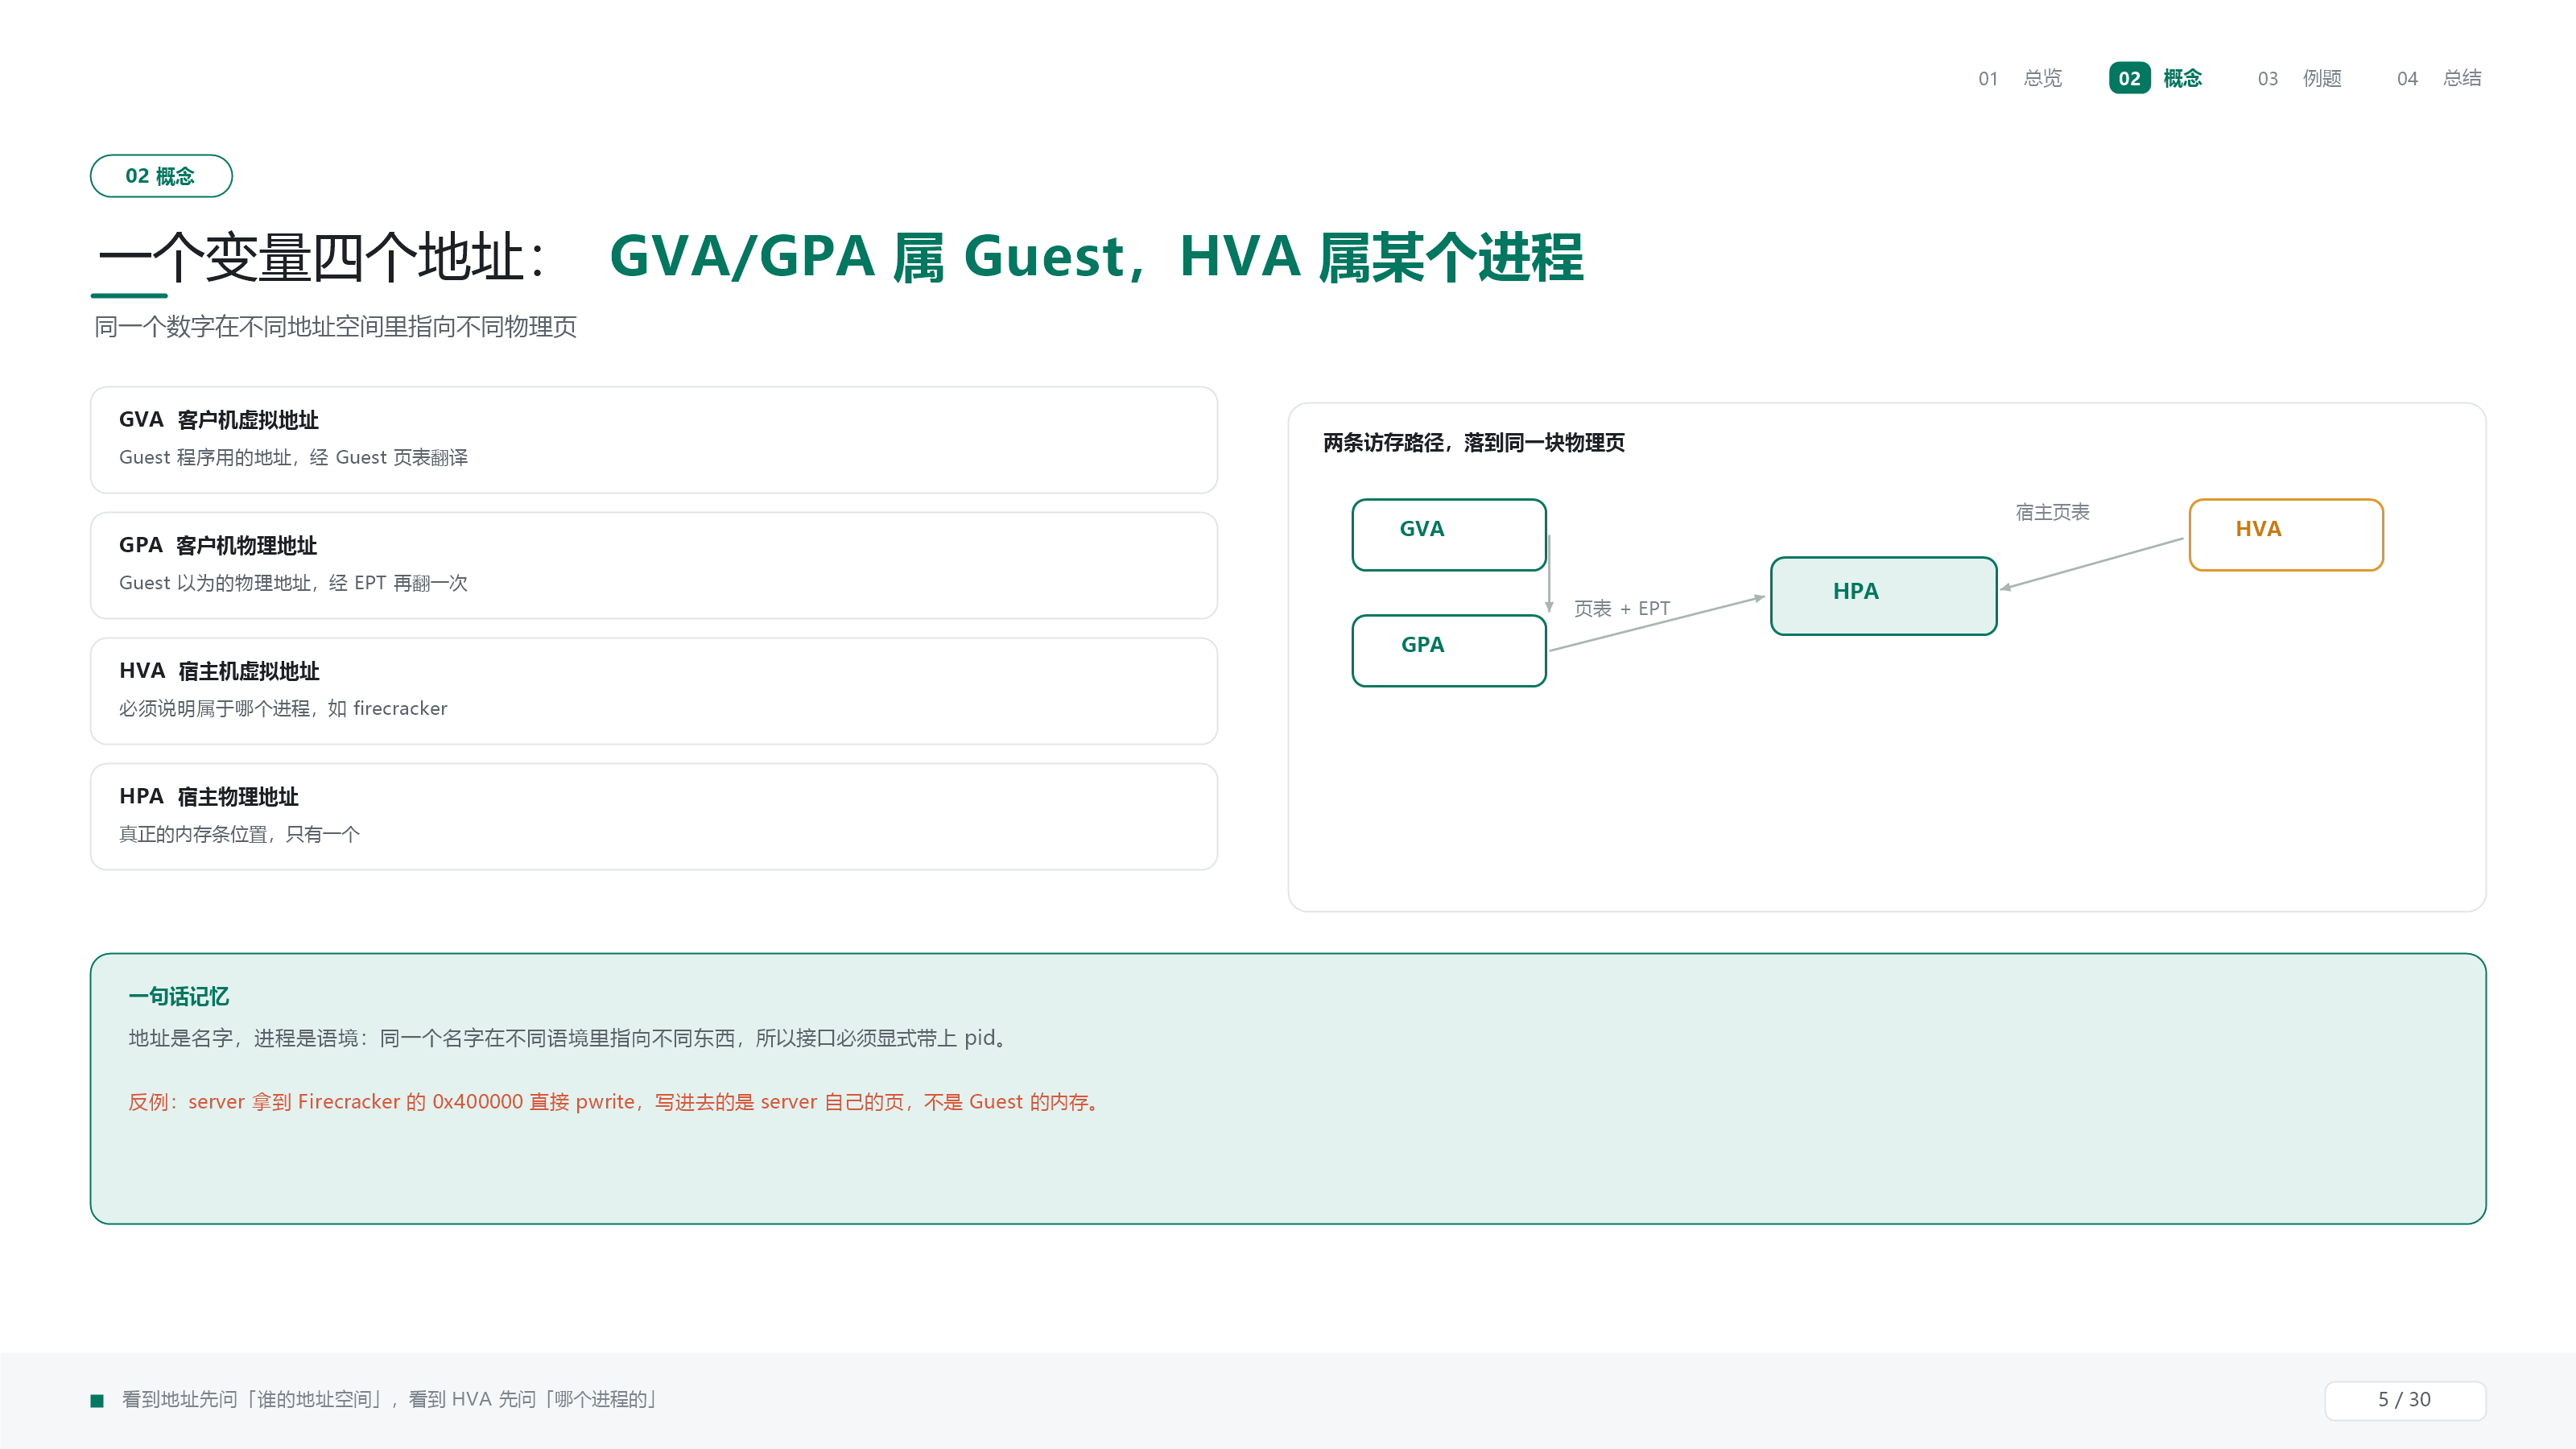 01 总览 02 概念 03 例题 04 总结
02 概念
一个变量四个地址： GVA/GPA 属 Guest，HVA 属某个进程
同一个数字在不同地址空间里指向不同物理页
GVA 客户机虚拟地址
Guest 程序用的地址，经 Guest 页表翻译
GPA 客户机物理地址
Guest 以为的物理地址，经 EPT 再翻一次
HVA 宿主机虚拟地址
必须说明属于哪个进程，如 firecracker
HPA 宿主物理地址
真正的内存条位置，只有一个
两条访存路径，落到同一块物理页
GVA
宿主页表
HVA
HPA
页表 + EPT
GPA
一句话记忆
地址是名字，进程是语境：同一个名字在不同语境里指向不同东西，所以接口必须显式带上 pid。
反例：server 拿到 Firecracker 的 0x400000 直接 pwrite，写进去的是 server 自己的页，不是 Guest 的内存。
看到地址先问「谁的地址空间」，看到 HVA 先问「哪个进程的」
5 / 30